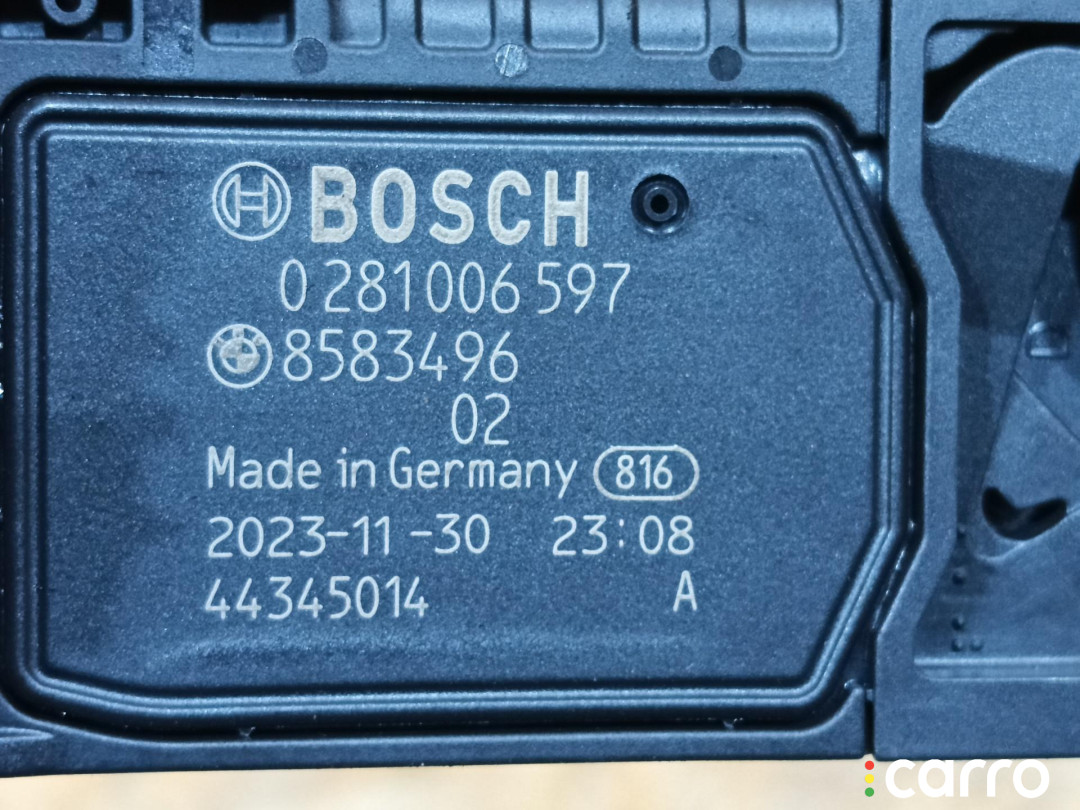 BOSCH
0 281 006 597
8583496
02
Made in Germany 816
2023-11-30 23:08
44345014 A
carro